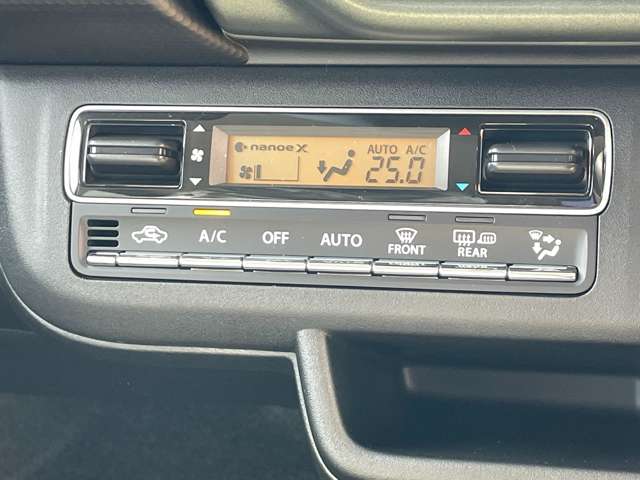 nanoe X AUTO A/C
25.0
A/C OFF AUTO FRONT REAR